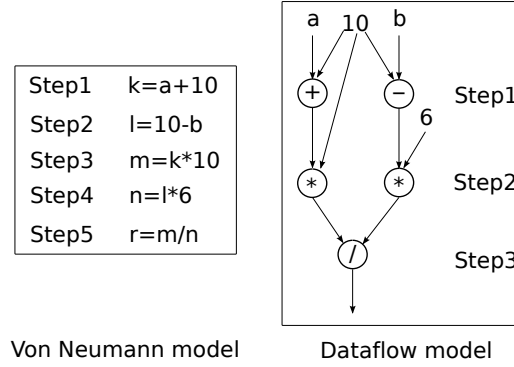 Step1 k=a+10
Step2 l=10-b
Step3 m=k*10
Step4 n=l*6
Step5 r=m/n
Von Neumann model
a 10 b
+ − Step1
6
* * Step2
/ Step3
Dataflow model